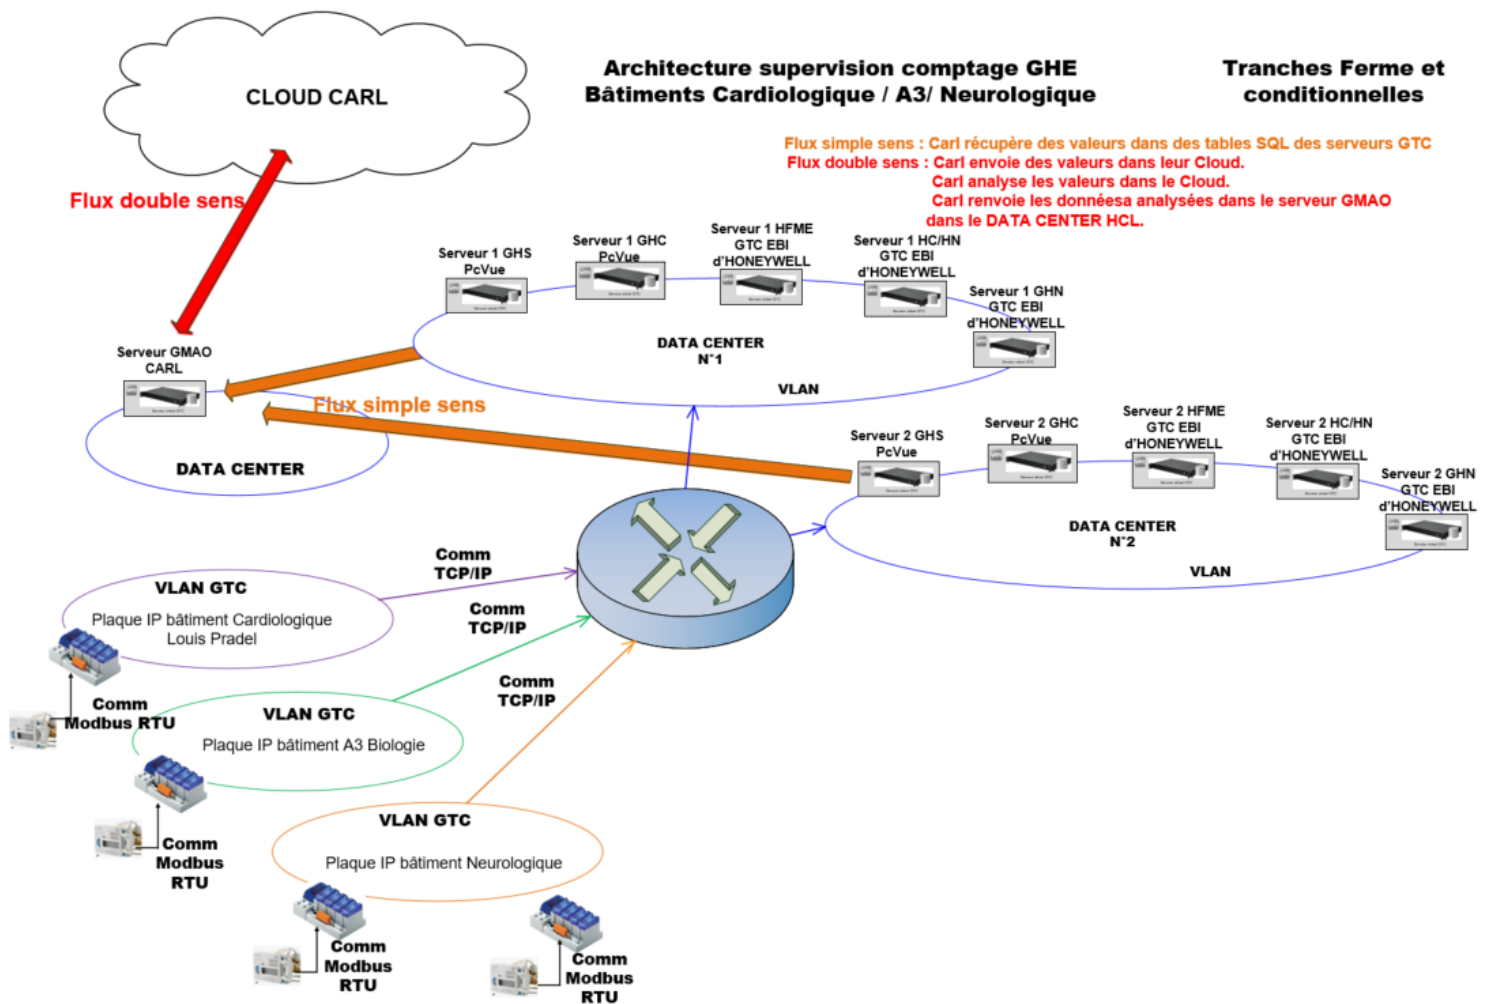 CLOUD CARL
Architecture supervision comptage GHE
Bâtiments Cardiologique / A3/ Neurologique
Tranches Ferme et
conditionnelles
Flux simple sens : Carl récupère des valeurs dans des tables SQL des serveurs GTC
Flux double sens : Carl envoie des valeurs dans leur Cloud.
Carl analyse les valeurs dans le Cloud.
Carl renvoie les donnéesa analysées dans le serveur GMAO
dans le DATA CENTER HCL.
Flux double sens
Serveur 1 GHS
PcVue
Serveur 1 GHC
PcVue
Serveur 1 HFME
GTC EBI
d'HONEYWELL
Serveur 1 HC/HN
GTC EBI
d'HONEYWELL
Serveur 1 GHN
GTC EBI
d'HONEYWELL
DATA CENTER
N°1
VLAN
Serveur GMAO
CARL
Flux simple sens
DATA CENTER
Serveur 2 GHS
PcVue
Serveur 2 GHC
PcVue
Serveur 2 HFME
GTC EBI
d'HONEYWELL
Serveur 2 HC/HN
GTC EBI
d'HONEYWELL
Serveur 2 GHN
GTC EBI
d'HONEYWELL
DATA CENTER
N°2
VLAN
Comm
TCP/IP
VLAN GTC
Plaque IP bâtiment Cardiologique
Louis Pradel
Comm
TCP/IP
Comm
Modbus RTU
VLAN GTC
Plaque IP bâtiment A3 Biologie
Comm
TCP/IP
Comm
Modbus
RTU
VLAN GTC
Plaque IP bâtiment Neurologique
Comm
Modbus
RTU
Comm
Modbus
RTU